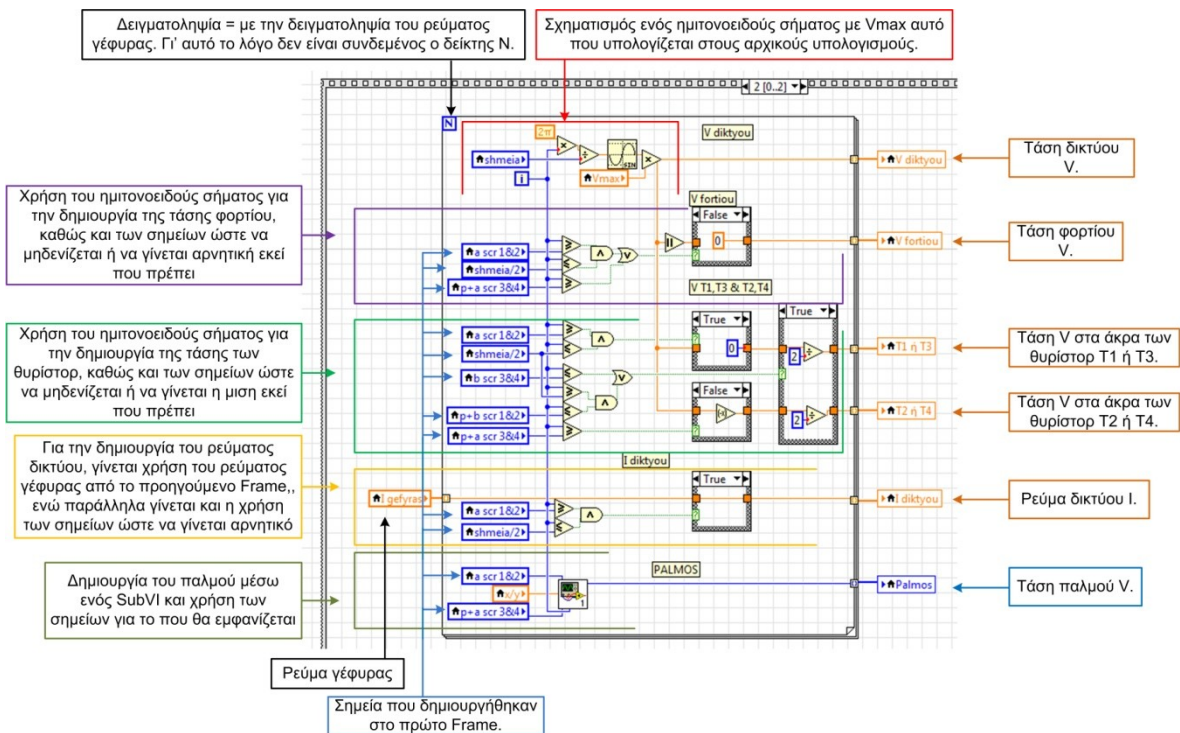 Δειγματοληψία = με την δειγματοληψία του ρεύματος
γέφυρας. Γι' αυτό το λόγο δεν είναι συνδεμένος ο δείκτης Ν.
Σχηματισμός ενός ημιτονοειδούς σήματος με Vmax αυτό
που υπολογίζεται στους αρχικούς υπολογισμούς.
2 [0..2]
N
2π
V diktyou
shmeia
SIN
i
Vmax
V diktyou
Τάση δικτύου
V.
Χρήση του ημιτονοειδούς σήματος για
την δημιουργία της τάσης φορτίου,
καθώς και των σημείων ώστε να
μηδενίζεται ή να γίνεται αρνητική εκεί
που πρέπει
V fortiou
False
0
a scr 1&2
shmeia/2
p+a scr 3&4
V fortiou
Τάση φορτίου
V.
V T1,T3 & T2,T4
Χρήση του ημιτονοειδούς σήματος για
την δημιουργία της τάσης των
θυρίστορ, καθώς και των σημείων ώστε
να μηδενίζεται ή να γίνεται η μιση εκεί
που πρέπει
a scr 1&2
shmeia/2
b scr 3&4
p+b scr 1&2
p+a scr 3&4
True
0
False
True
2
2
T1 ή T3
T2 ή T4
Τάση V στα άκρα των
θυρίστορ T1 ή T3.
Τάση V στα άκρα των
θυρίστορ T2 ή T4.
Για την δημιουργία του ρεύματος
δικτύου, γίνεται χρήση του ρεύματος
γέφυρας από το προηγούμενο Frame,,
ενώ παράλληλα γίνεται και η χρήση
των σημείων ώστε να γίνεται αρνητικό
I diktyou
I gefyras
a scr 1&2
shmeia/2
True
I diktyou
Ρεύμα δικτύου I.
Δημιουργία του παλμού μέσω
ενός SubVI και χρήση των
σημείων για το που θα εμφανίζεται
PALMOS
a scr 1&2
x/y
p+a scr 3&4
1
Palmos
Τάση παλμού V.
Ρεύμα γέφυρας
Σημεία που δημιουργήθηκαν
στο πρώτο Frame.